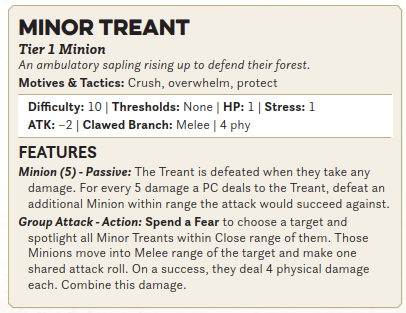 MINOR TREANT
Tier 1 Minion
An ambulatory sapling rising up to defend their forest.
Motives & Tactics: Crush, overwhelm, protect
Difficulty: 10 | Thresholds: None | HP: 1 | Stress: 1
ATK: −2 | Clawed Branch: Melee | 4 phy
FEATURES
Minion (5) - Passive: The Treant is defeated when they take any
damage. For every 5 damage a PC deals to the Treant, defeat an
additional Minion within range the attack would succeed against.
Group Attack - Action: Spend a Fear to choose a target and
spotlight all Minor Treants within Close range of them. Those
Minions move into Melee range of the target and make one
shared attack roll. On a success, they deal 4 physical damage
each. Combine this damage.